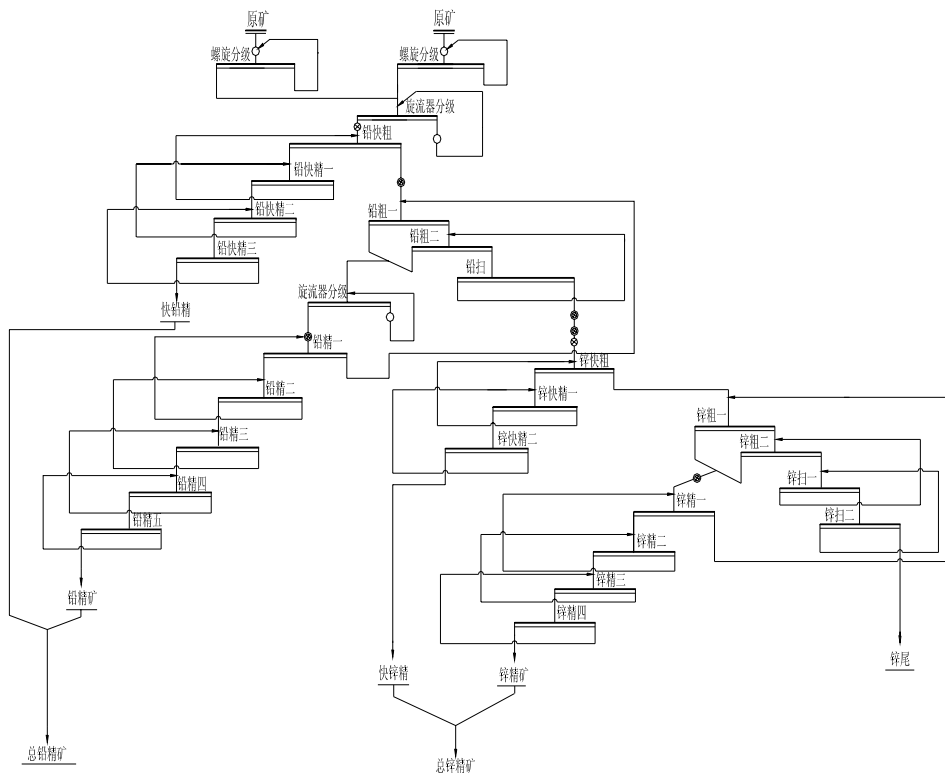 原矿
原矿
螺旋分级
螺旋分级
旋流器分级
铅快粗
铅快精一
铅快精二
铅快精三
快铅精
铅粗一
铅粗二
铅扫
旋流器分级
铅精一
铅精二
铅精三
铅精四
铅精五
铅精矿
总铅精矿
锌快粗
锌快精一
锌快精二
锌粗一
锌粗二
锌扫一
锌扫二
锌精一
锌精二
锌精三
锌精四
快锌精
锌精矿
锌尾
总锌精矿